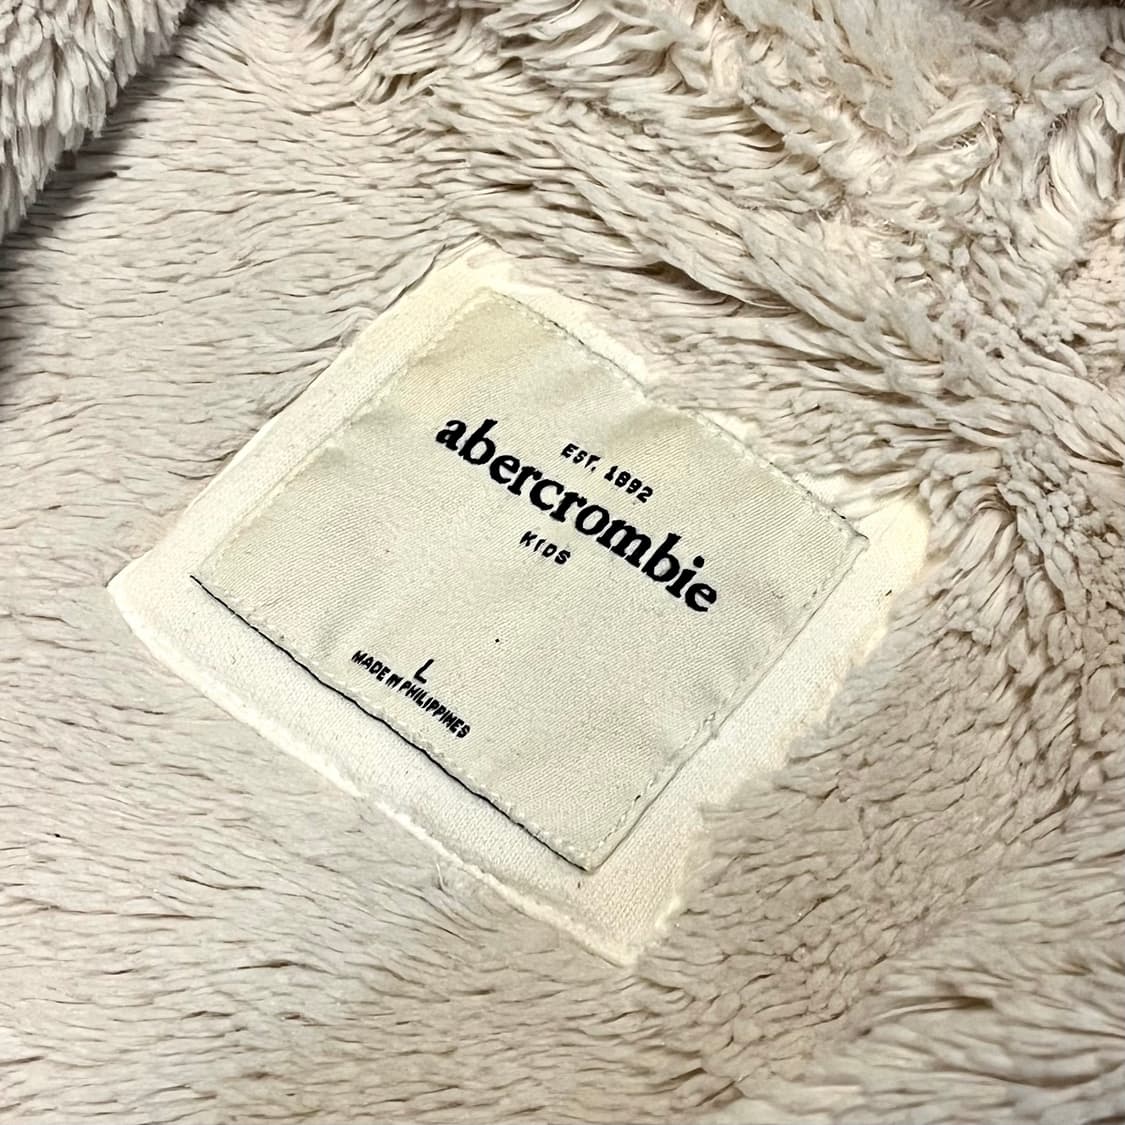 EST. 1892
abercrombie
KIDS
L
MADE IN PHILIPPINES